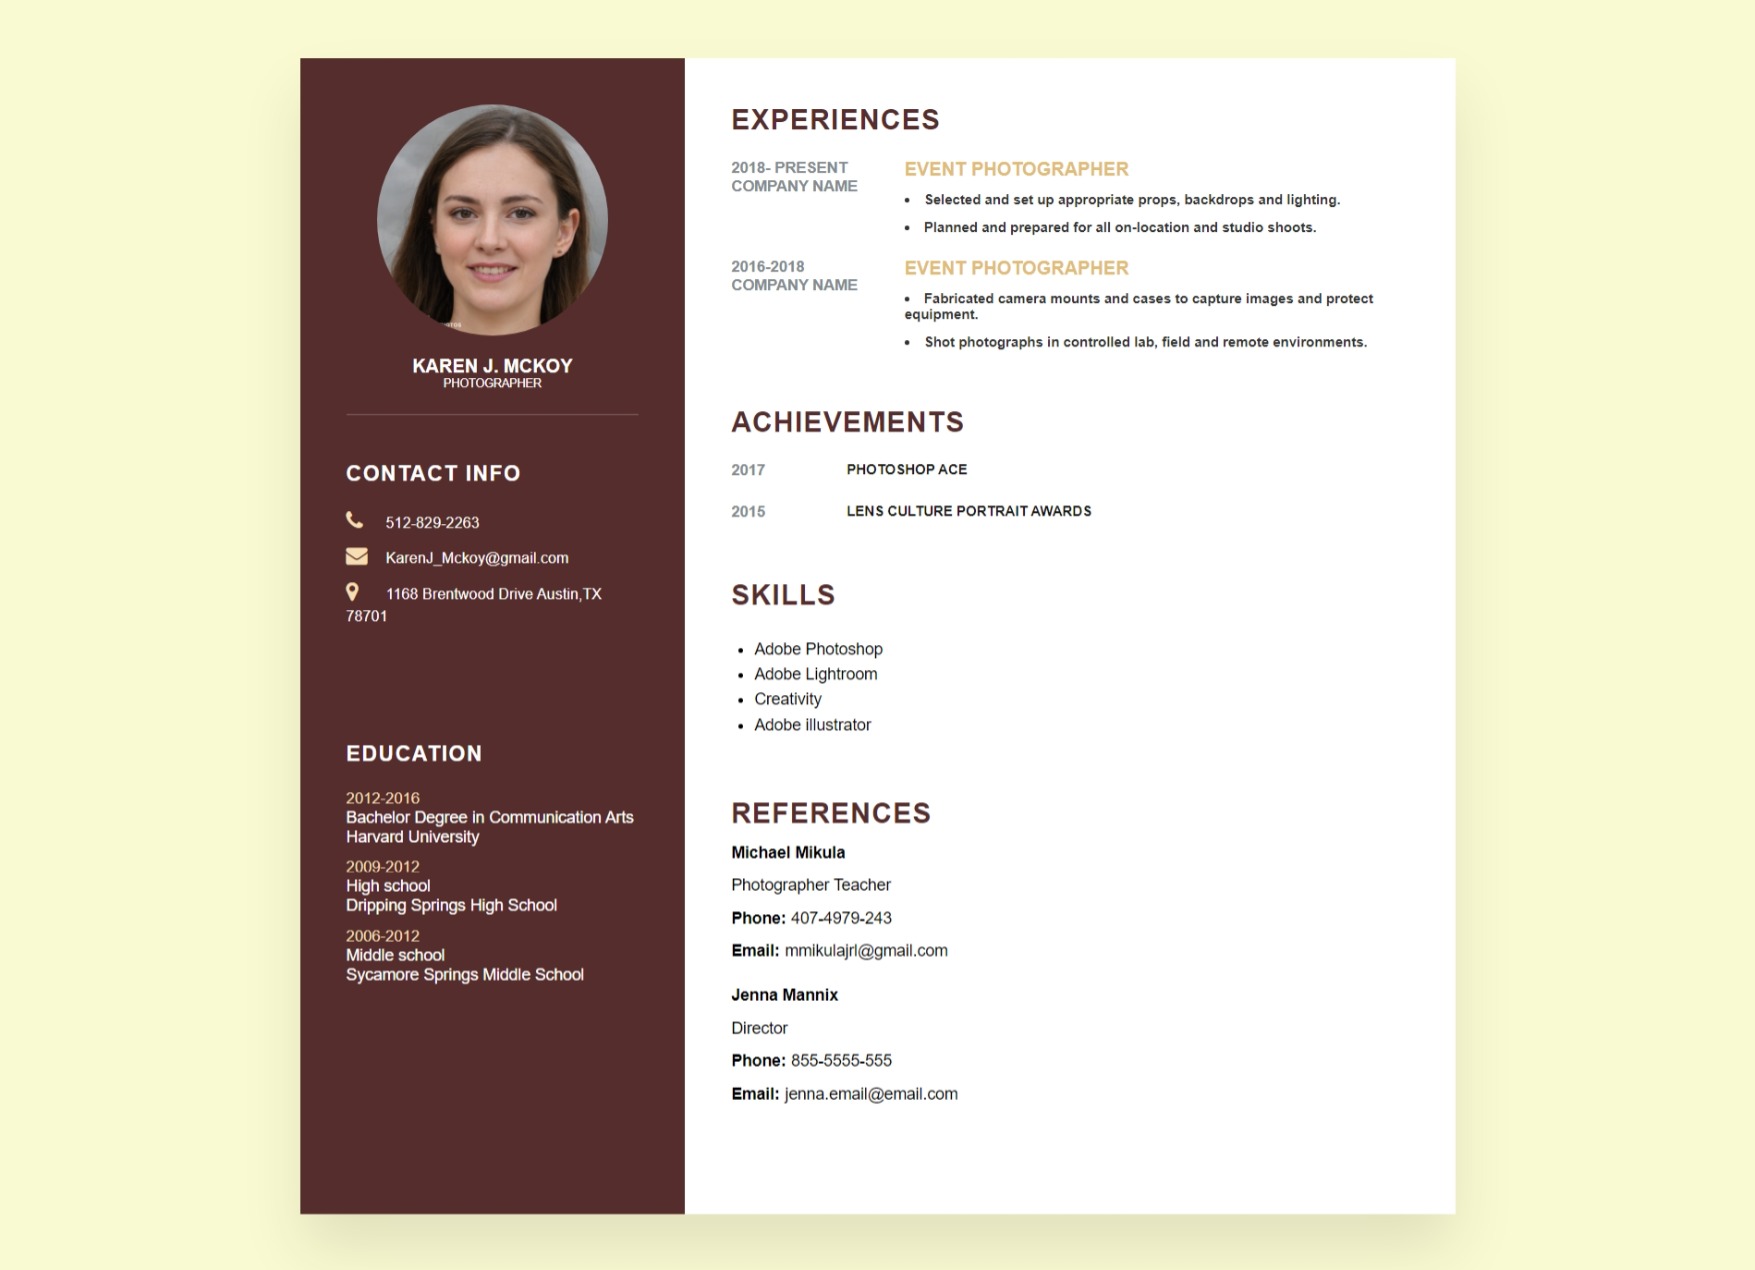 KAREN J. MCKOY
PHOTOGRAPHER
CONTACT INFO
512-829-2263
KarenJ_Mckoy@gmail.com
1168 Brentwood Drive Austin,TX
78701
EDUCATION
2012-2016
Bachelor Degree in Communication Arts
Harvard University
2009-2012
High school
Dripping Springs High School
2006-2012
Middle school
Sycamore Springs Middle School
EXPERIENCES
2018- PRESENT
COMPANY NAME
EVENT PHOTOGRAPHER
• Selected and set up appropriate props, backdrops and lighting.
• Planned and prepared for all on-location and studio shoots.
2016-2018
COMPANY NAME
EVENT PHOTOGRAPHER
• Fabricated camera mounts and cases to capture images and protect
equipment.
• Shot photographs in controlled lab, field and remote environments.
ACHIEVEMENTS
2017 PHOTOSHOP ACE
2015 LENS CULTURE PORTRAIT AWARDS
SKILLS
• Adobe Photoshop
• Adobe Lightroom
• Creativity
• Adobe illustrator
REFERENCES
Michael Mikula
Photographer Teacher
Phone: 407-4979-243
Email: mmikulajrl@gmail.com
Jenna Mannix
Director
Phone: 855-5555-555
Email: jenna.email@email.com